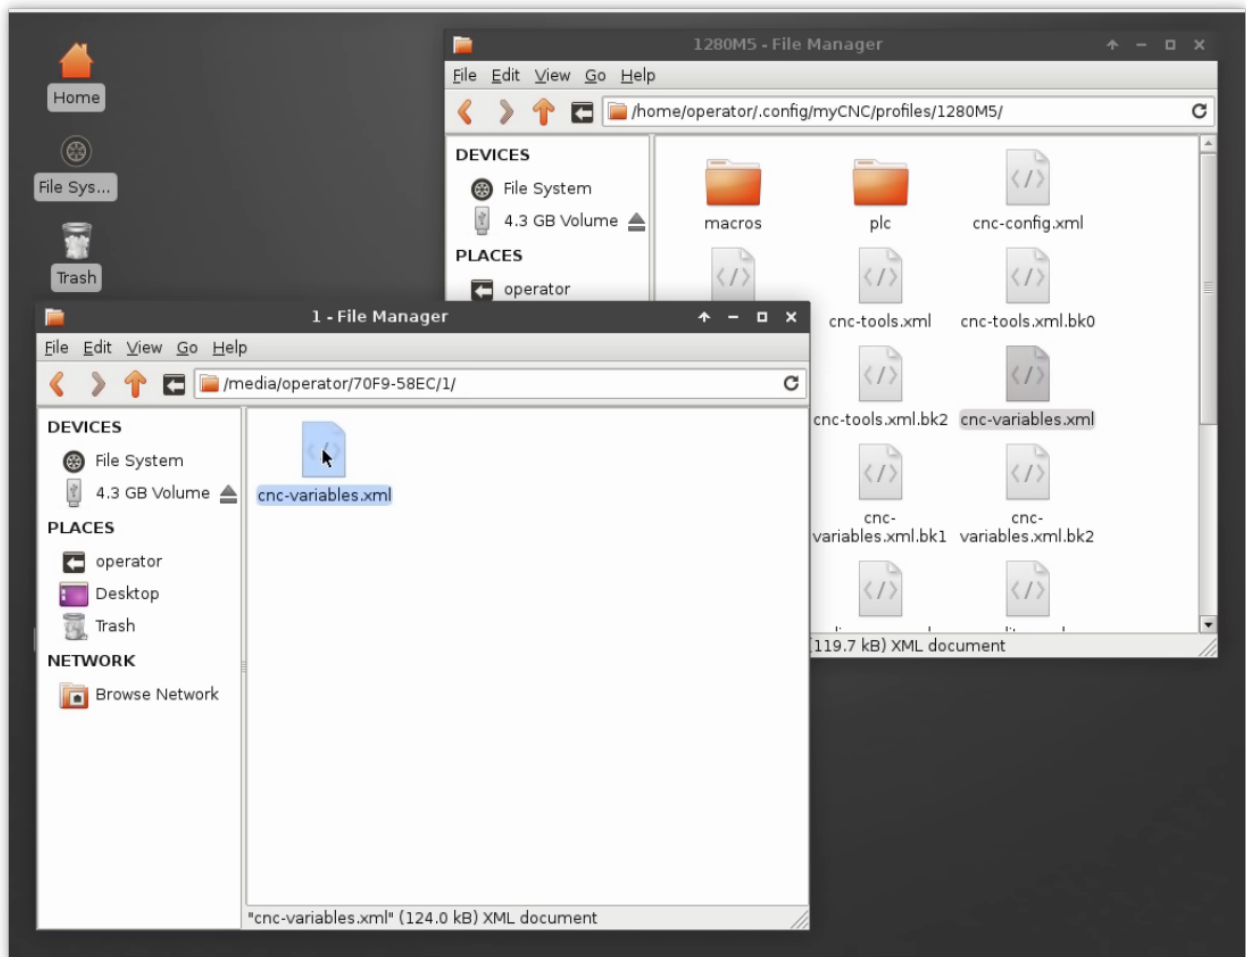 Home
File Sys...
Trash
1280M5 - File Manager
File Edit View Go Help
/home/operator/.config/myCNC/profiles/1280M5/
DEVICES
File System
4.3 GB Volume
PLACES
operator
macros
plc
cnc-config.xml
cnc-tools.xml
cnc-tools.xml.bk0
cnc-tools.xml.bk2
cnc-variables.xml
cnc-
variables.xml.bk1
cnc-
variables.xml.bk2
(119.7 kB) XML document
1 - File Manager
File Edit View Go Help
/media/operator/70F9-58EC/1/
DEVICES
File System
4.3 GB Volume
PLACES
operator
Desktop
Trash
NETWORK
Browse Network
cnc-variables.xml
"cnc-variables.xml" (124.0 kB) XML document